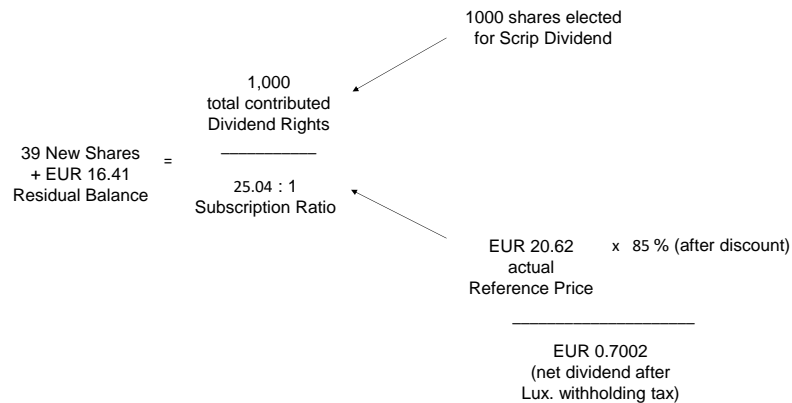 1000 shares elected
for Scrip Dividend
1,000
total contributed
Dividend Rights
39 New Shares
+ EUR 16.41
Residual Balance
=
___________
25.04 : 1
Subscription Ratio
EUR 20.62 x 85 % (after discount)
actual
Reference Price
_____________________
EUR 0.7002
(net dividend after
Lux. withholding tax)